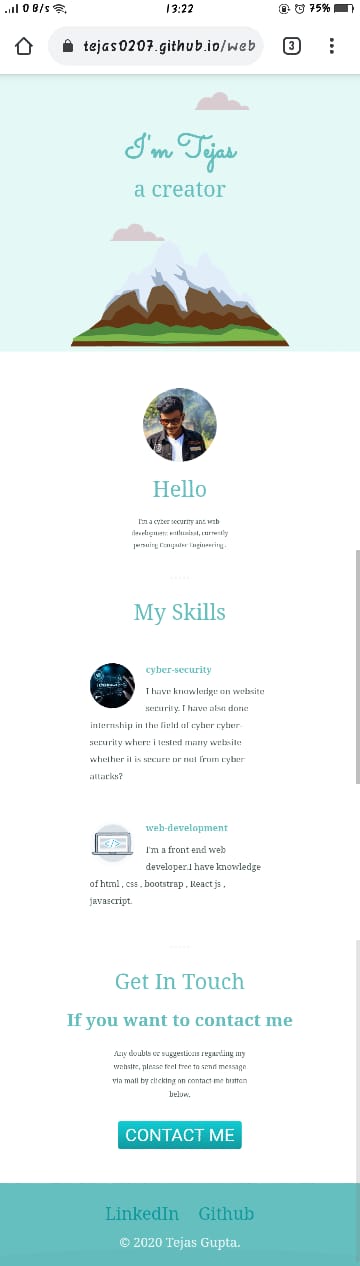 0 B/s 13:22 75%
tejas0207.github.io/web 3
I'm Tejas
a creator
Hello
I'm a cyber security and web
development enthusiast, currently
persuing Computer Engineering .
.....
My Skills
cyber-security
I have knowledge on website
security. I have also done
internship in the field of cyber cyber-
security where i tested many website
whether it is secure or not from cyber
attacks?
web-development
I'm a front end web
developer.I have knowledge
of html , css , bootstrap , React js ,
javascript.
.....
Get In Touch
If you want to contact me
Any doubts or suggestions regarding my
website, please feel free to send message
via mail by clicking on contact-me button
below.
CONTACT ME
LinkedIn Github
© 2020 Tejas Gupta.